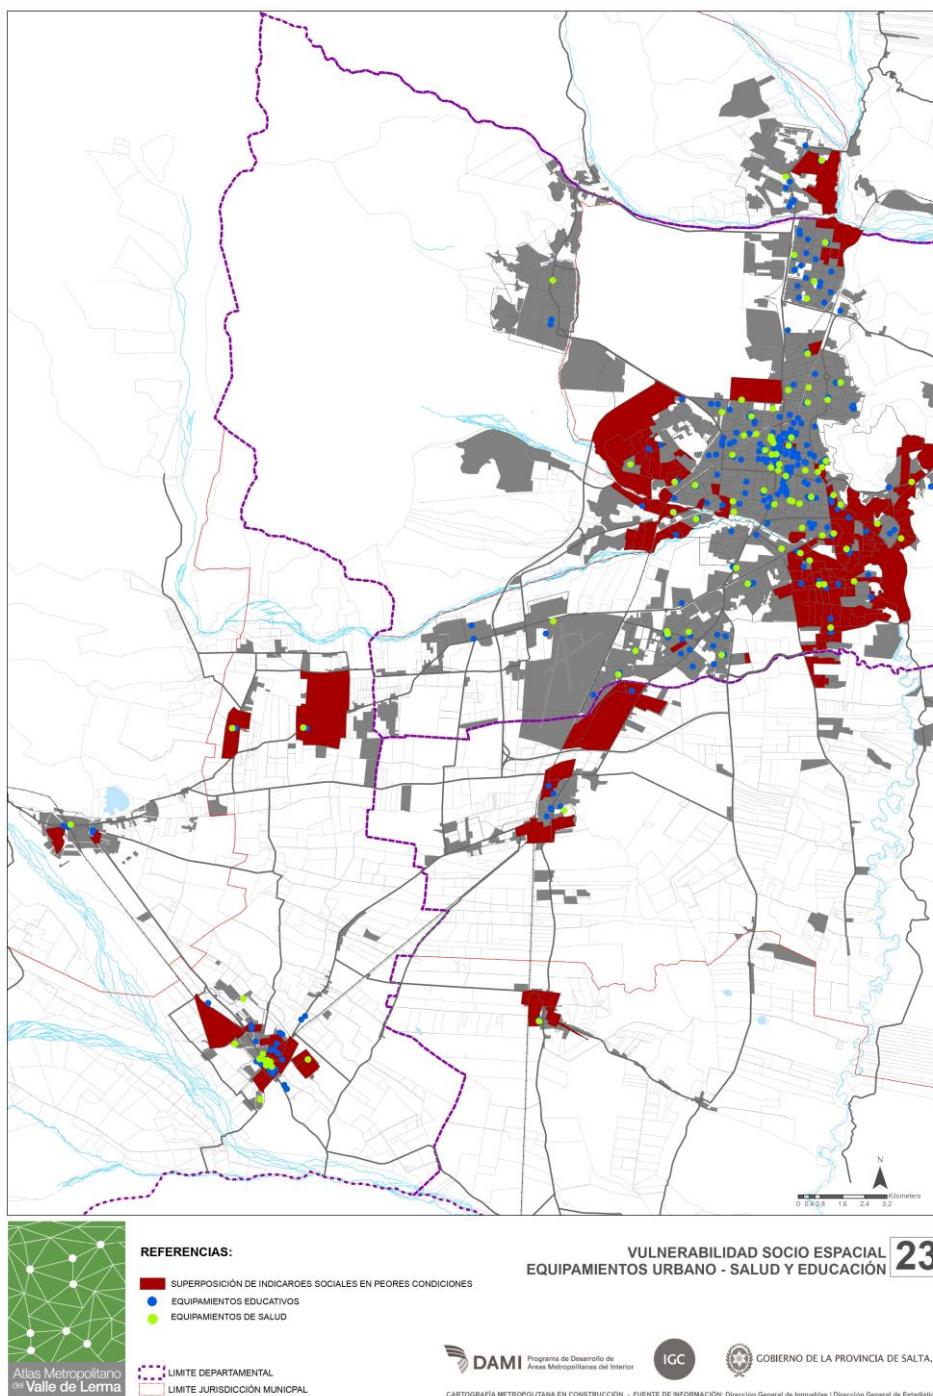 N
Kilometers
0 0,4 0,8 1,6 2,4 3,2
REFERENCIAS:
SUPERPOSICIÓN DE INDICAROES SOCIALES EN PEORES CONDICIONES
EQUIPAMIENTOS EDUCATIVOS
EQUIPAMIENTOS DE SALUD
LIMITE DEPARTAMENTAL
LIMITE JURISDICCIÓN MUNICPAL
VULNERABILIDAD SOCIO ESPACIAL
EQUIPAMIENTOS URBANO - SALUD Y EDUCACIÓN
23
Atlas Metropolitano
del Valle de Lerma
DAMI
Programa de Desarrollo de
Áreas Metropolitanas del Interior
IGC
GOBIERNO DE LA PROVINCIA DE SALTA.
CARTOGRAFÍA METROPOLITANA EN CONSTRUCCIÓN - FUENTE DE INFORMACIÓN: Dirección General de Inmuebles | Dirección General de